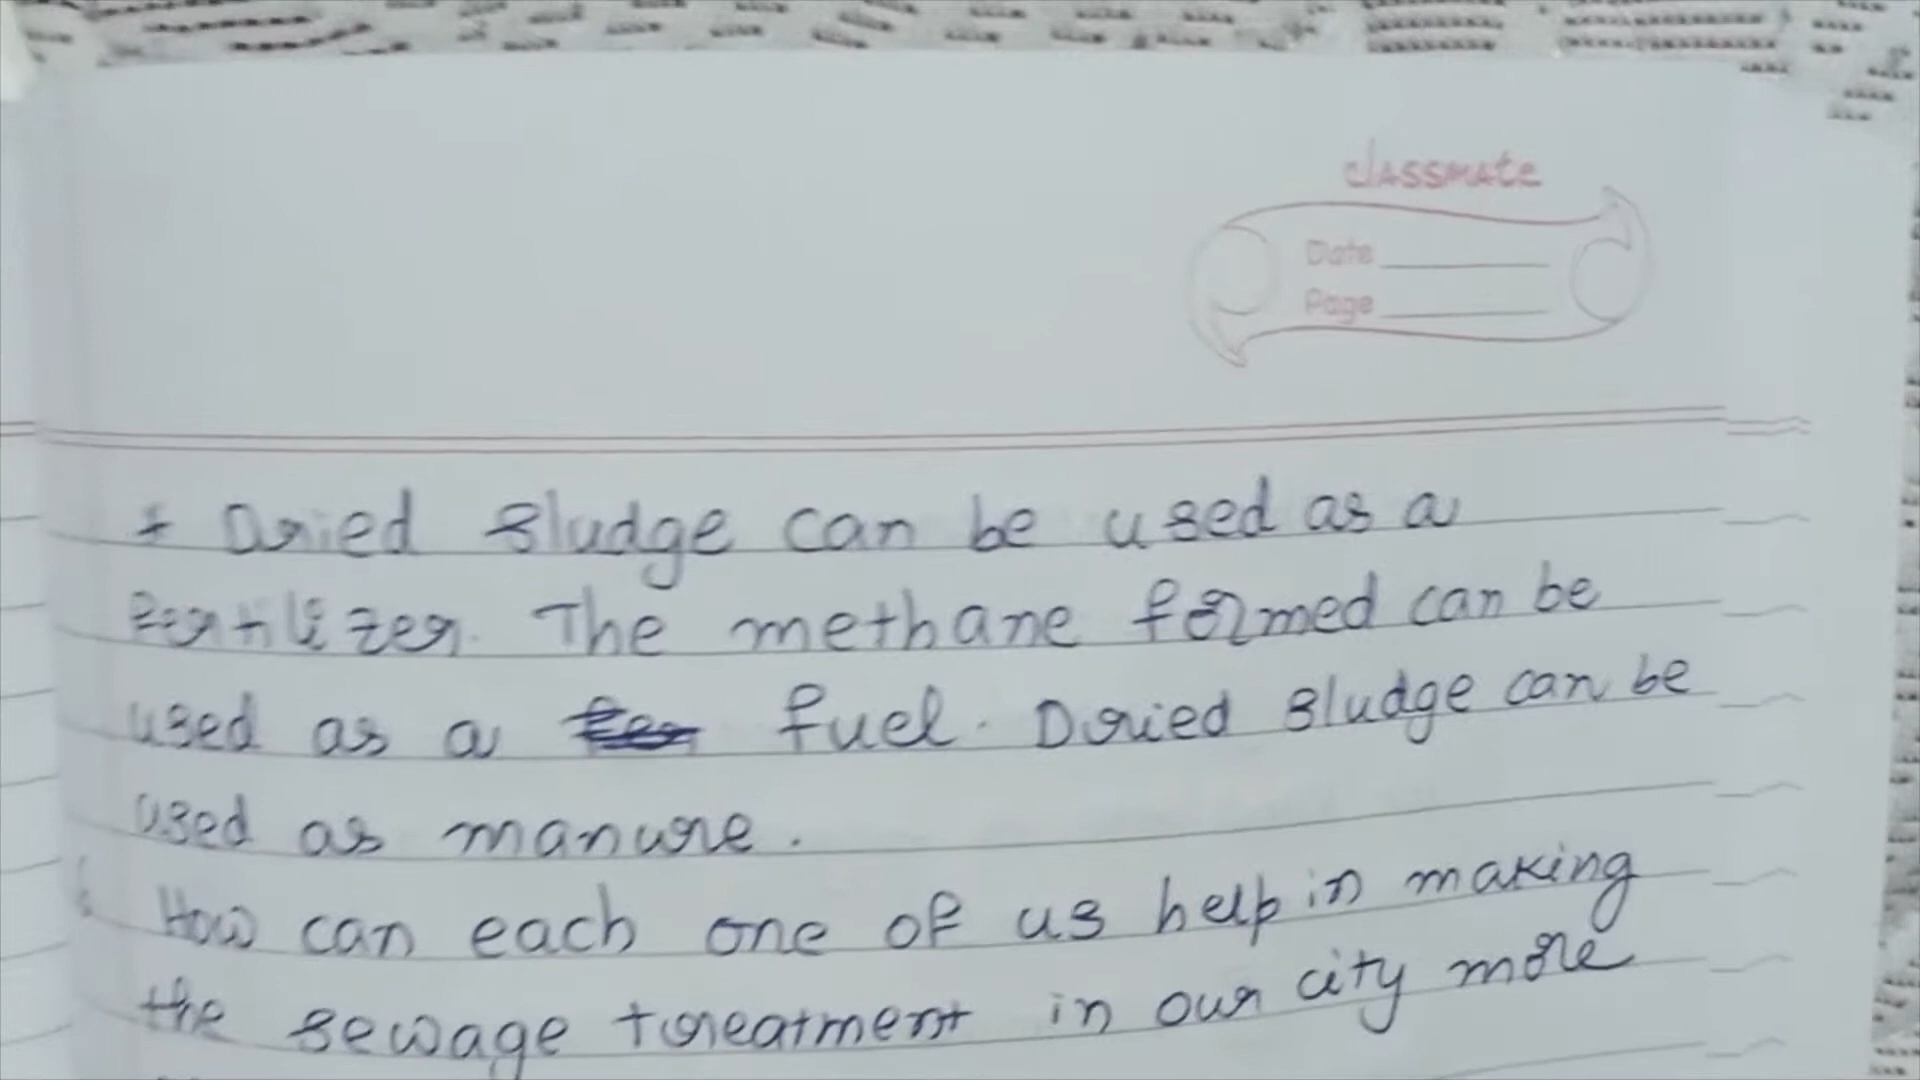 classmate
Date
Page
+ Dried sludge can be used as a
fertilizer. The methane formed can be
used as a fuel. Dried sludge can be
used as manure.
How can each one of us help in making
the sewage treatment in our city more